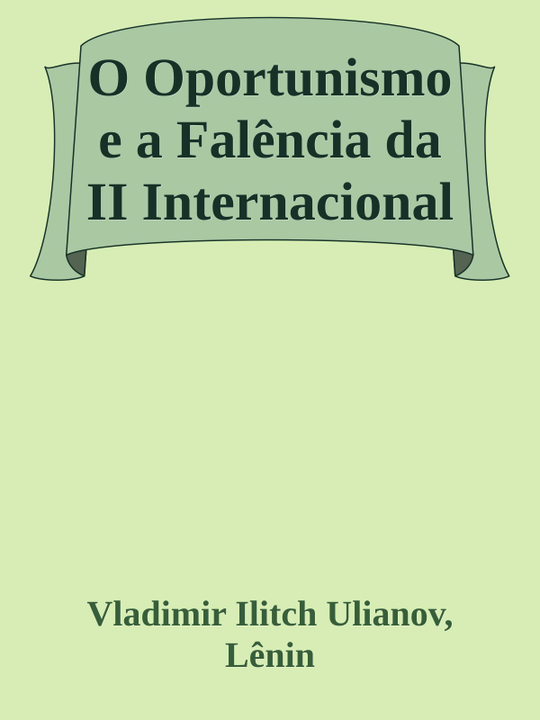 O Oportunismo
e a Falência da
II Internacional
Vladimir Ilitch Ulianov,
Lênin